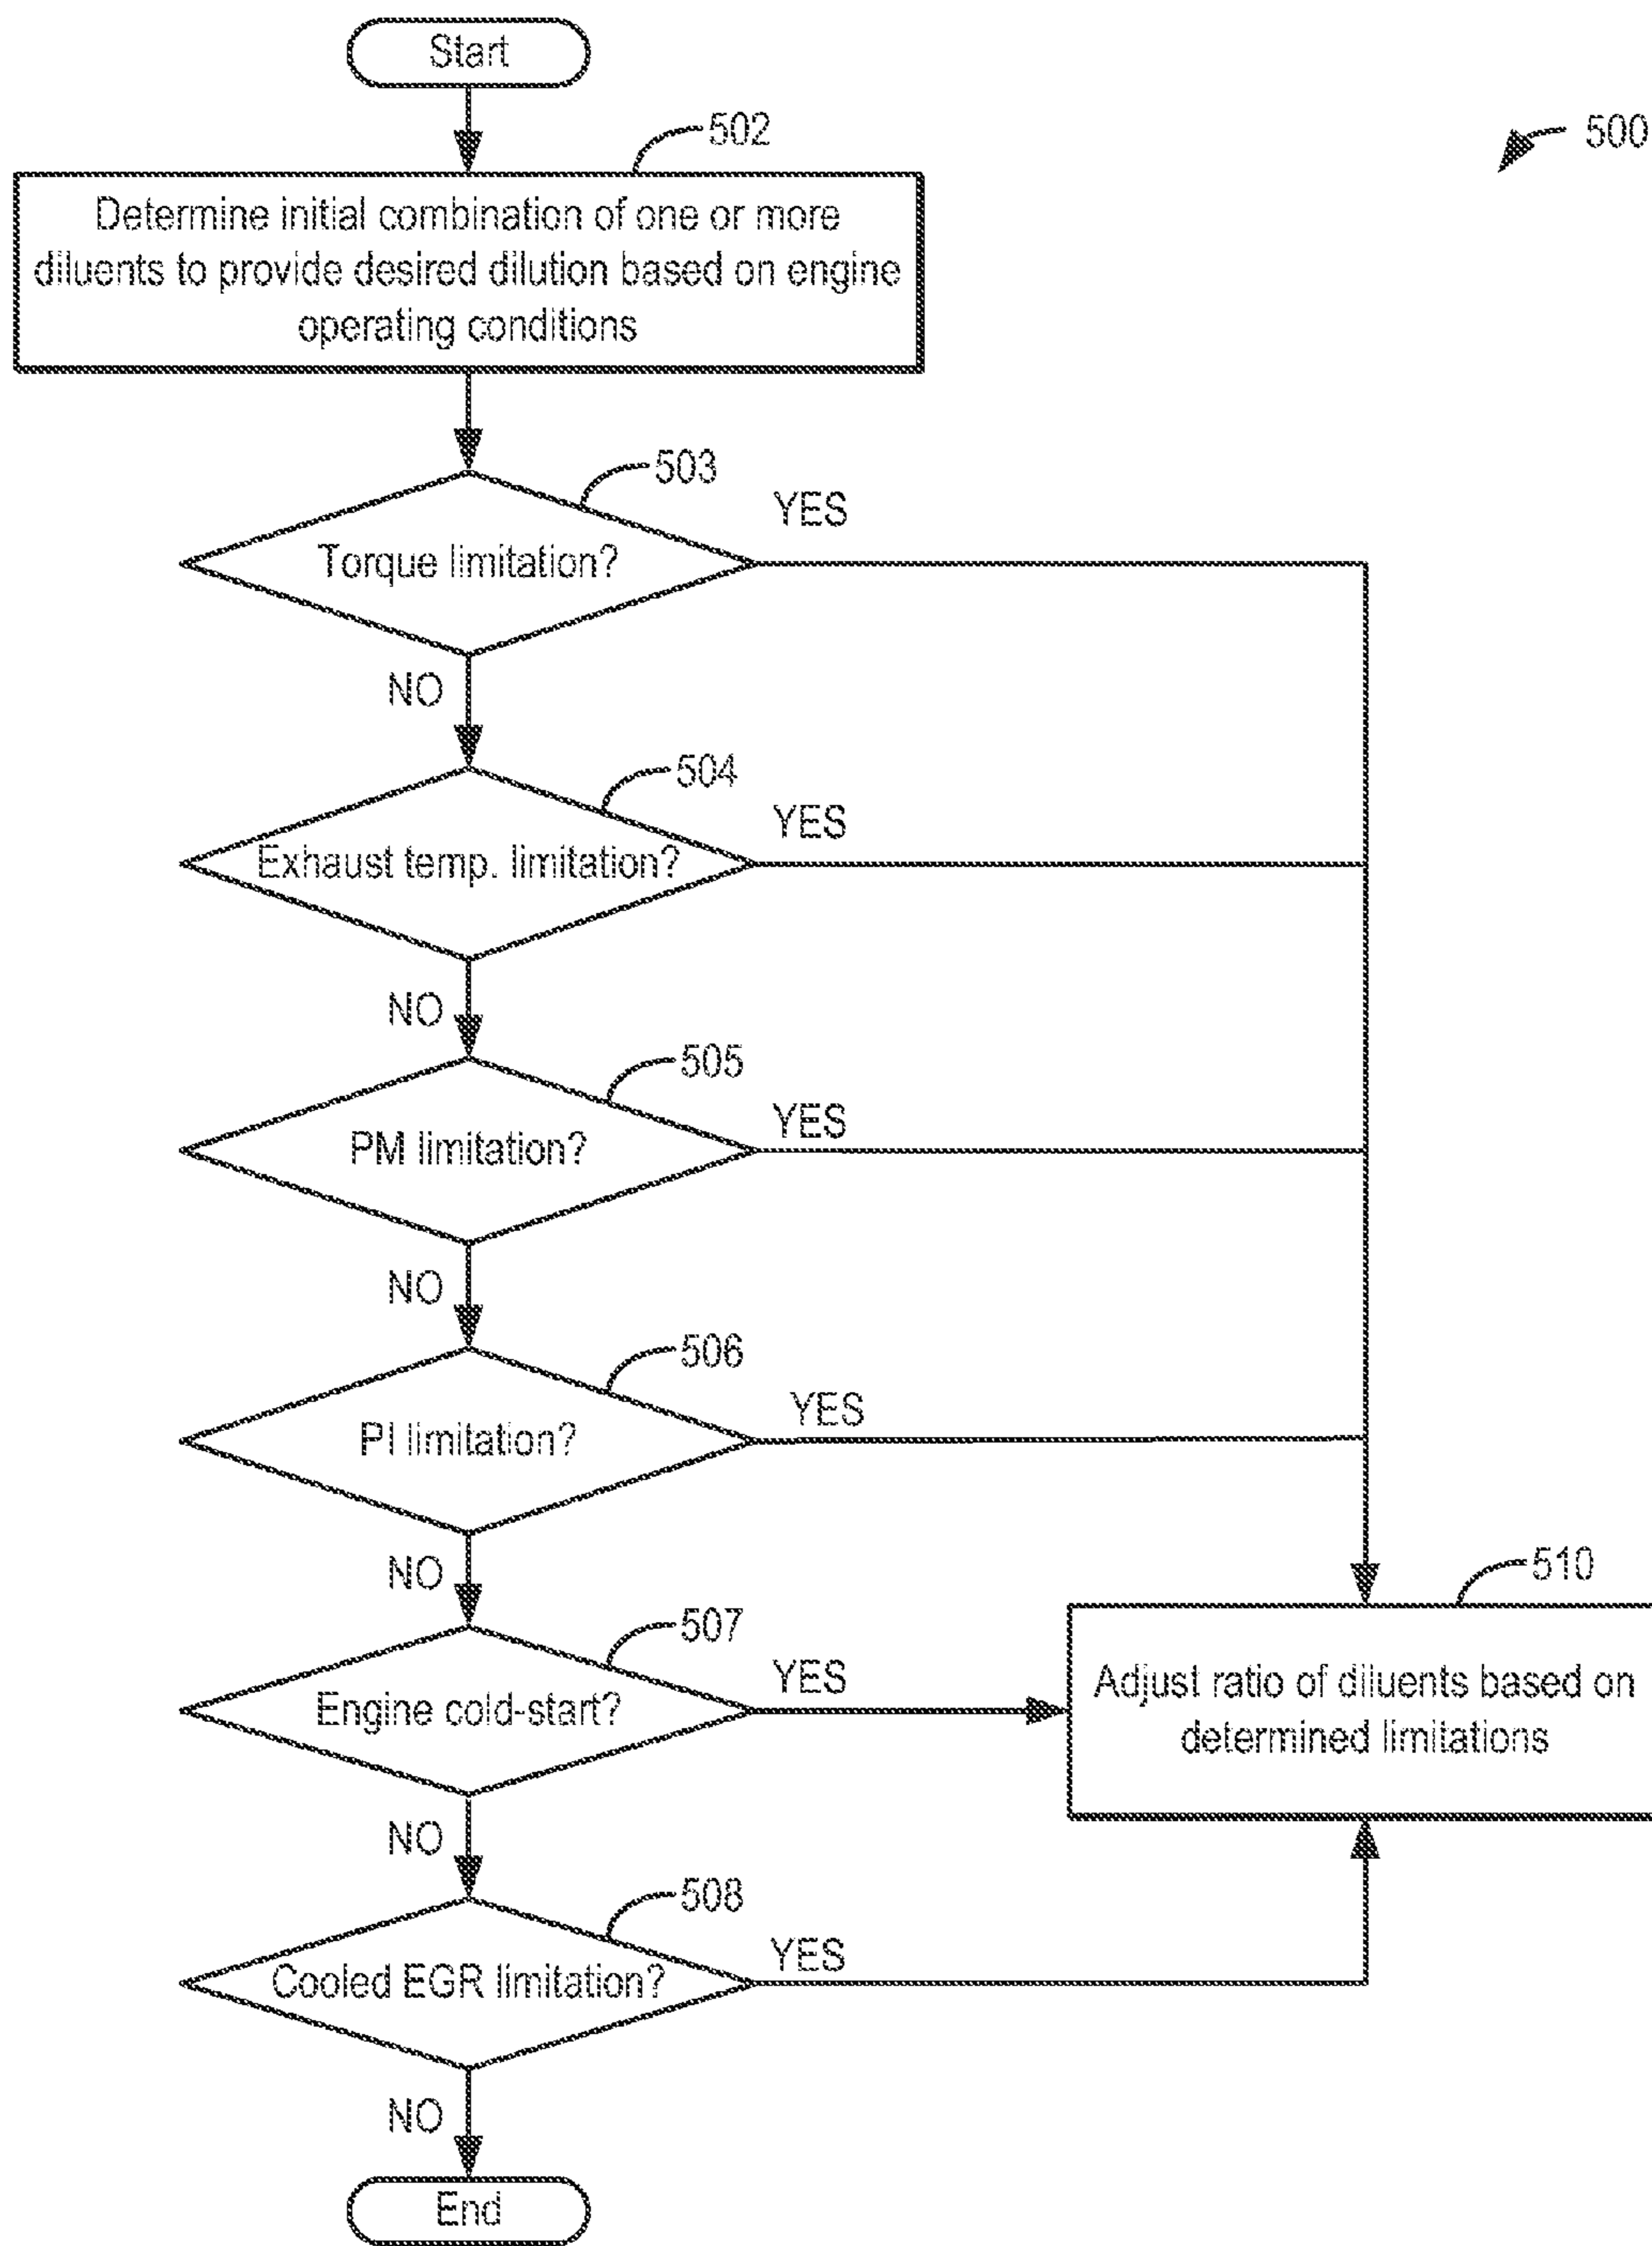 Start
500
502
Determine initial combination of one or more
diluents to provide desired dilution based on engine
operating conditions
503
YES
Torque limitation?
NO
504
YES
Exhaust temp. limitation?
NO
505
YES
PM limitation?
NO
506
YES
PI limitation?
NO
510
507
YES
Engine cold-start?
Adjust ratio of diluents based on
determined limitations
NO
508
YES
Cooled EGR limitation?
NO
End